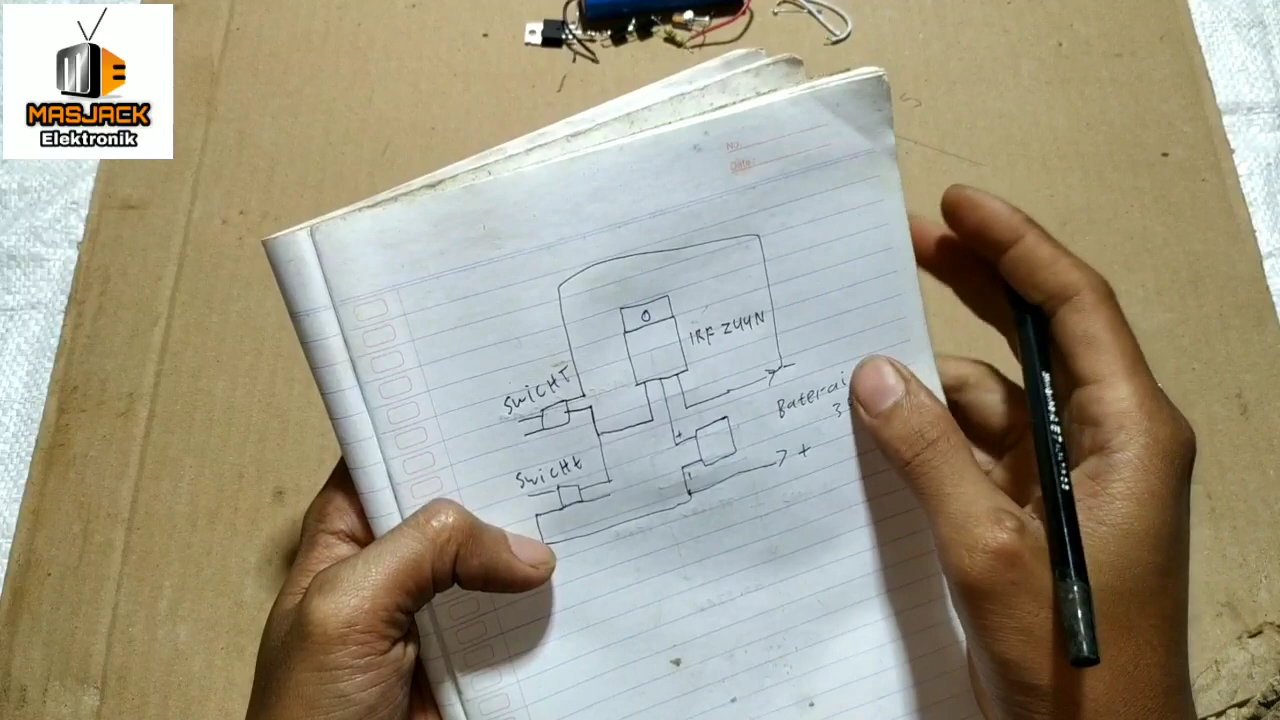 MASJACK
Elektronik
No.
Date.
IRF Z44N
SWICHT
Baterai
3
SWICHt